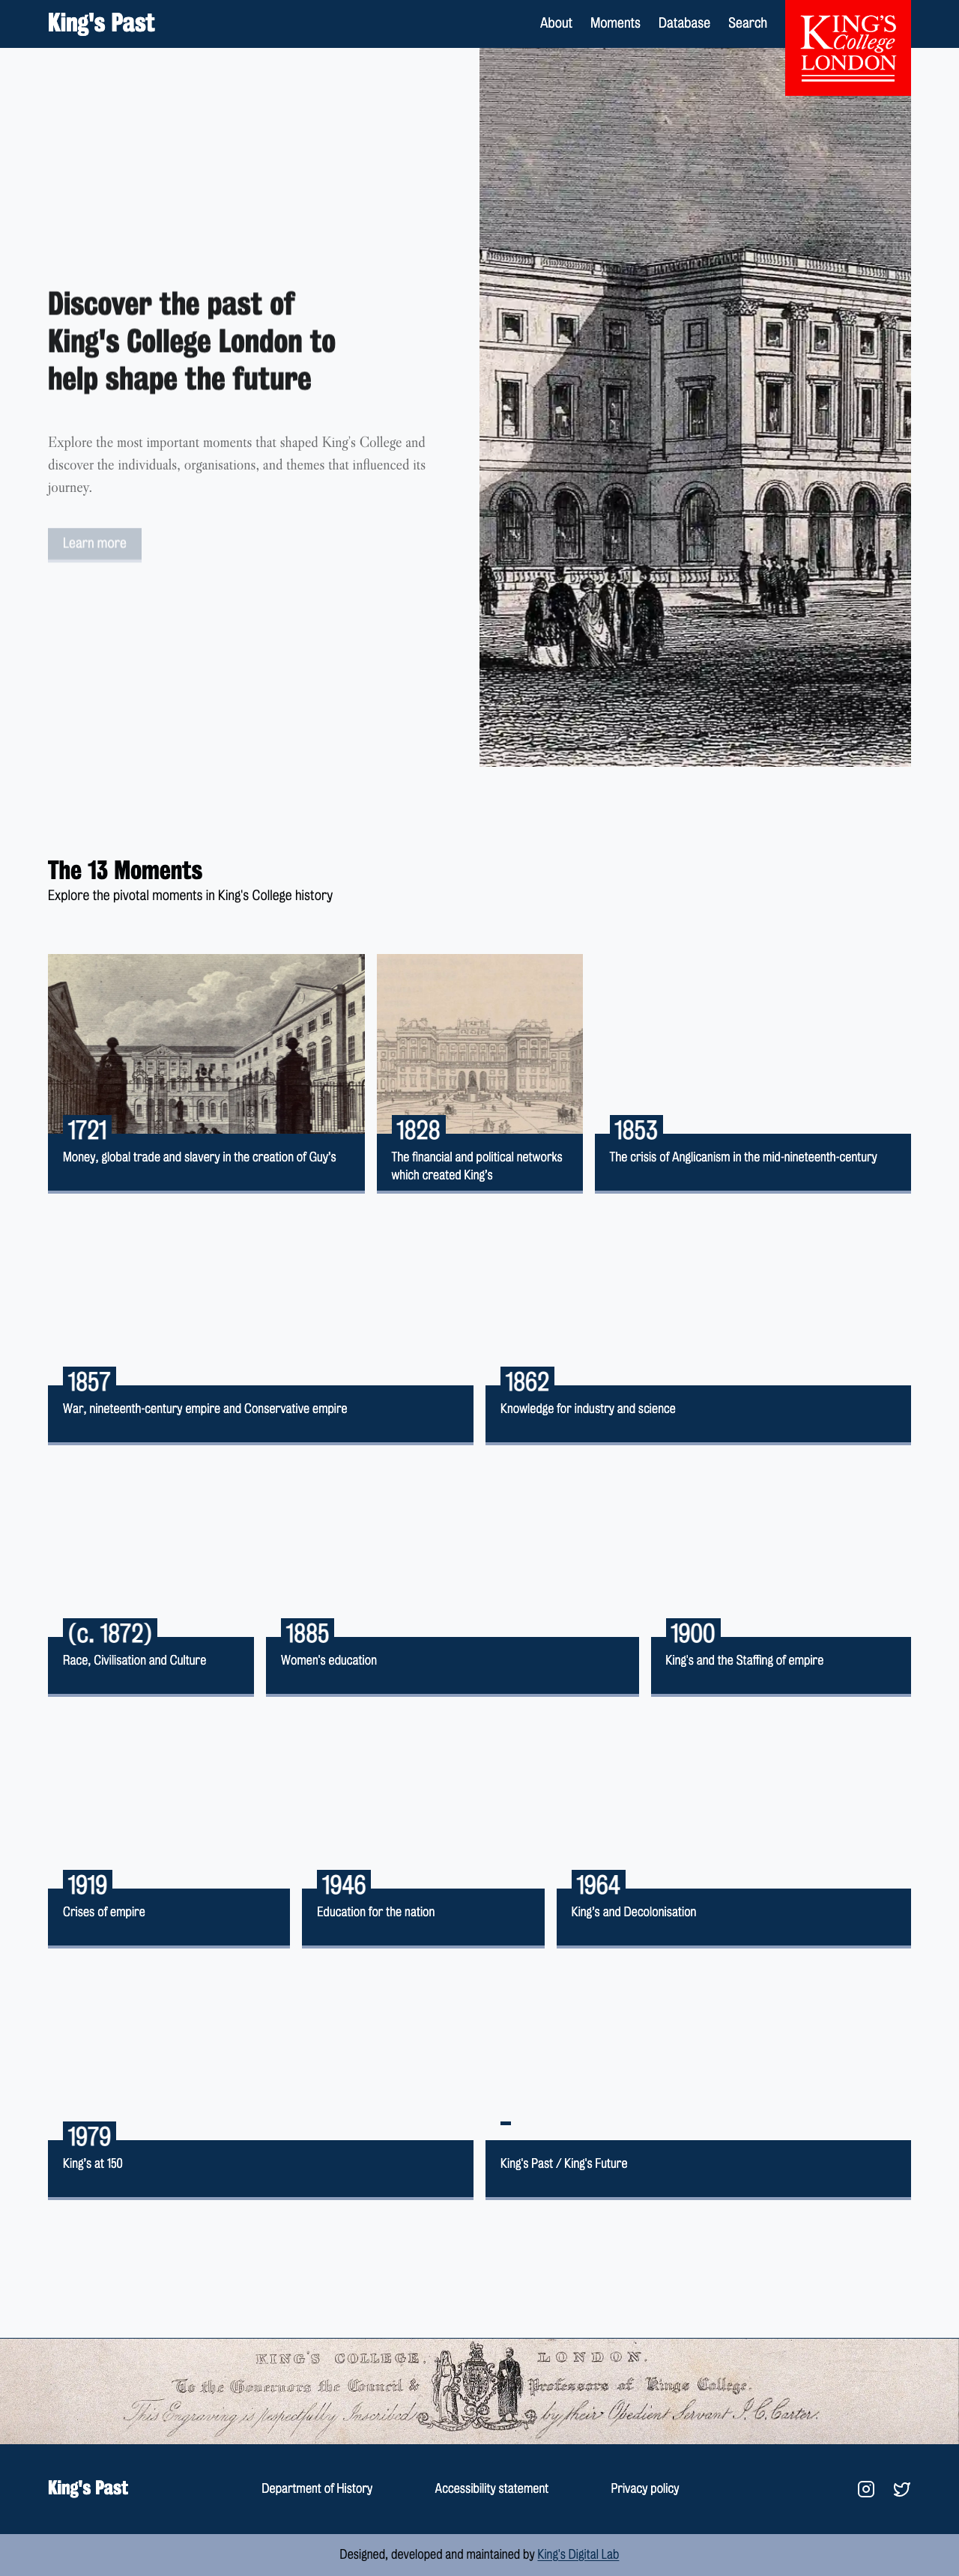 King's Past
About Moments Database Search
KING'S
College
LONDON
Discover the past of
King's College London to
help shape the future
Explore the most important moments that shaped King's College and
discover the individuals, organisations, and themes that influenced its
journey.
Learn more
The 13 Moments
Explore the pivotal moments in King's College history
1721
Money, global trade and slavery in the creation of Guy's
1828
The financial and political networks
which created King's
1853
The crisis of Anglicanism in the mid-nineteenth-century
1857
War, nineteenth-century empire and Conservative empire
1862
Knowledge for industry and science
(c. 1872)
Race, Civilisation and Culture
1885
Women's education
1900
King's and the Staffing of empire
1919
Crises of empire
1946
Education for the nation
1964
King's and Decolonisation
1979
King's at 150
King's Past / King's Future
KING'S COLLEGE. LONDON.
To the Governors the Council & Professors of Kings College.
This Engraving is respectfully Inscribed by their Obedient Servant J. C. Carter.
King's Past
Department of History Accessibility statement Privacy policy
Designed, developed and maintained by King's Digital Lab